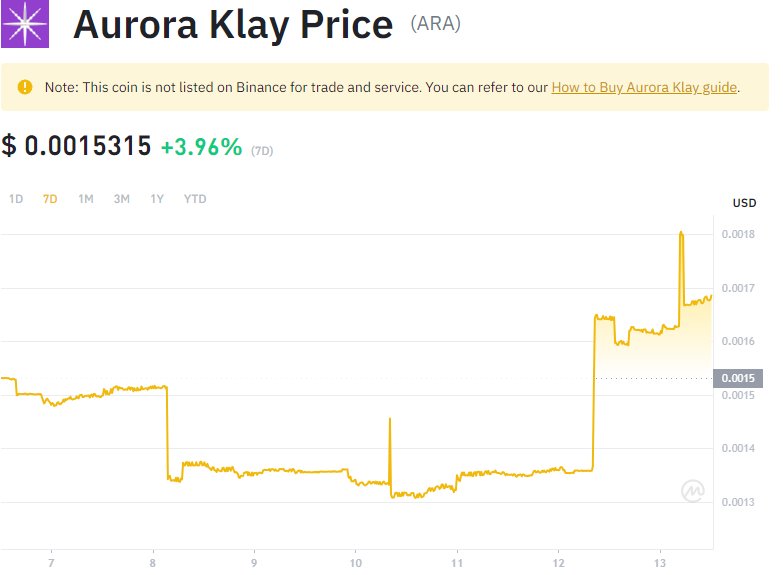 Aurora Klay Price (ARA)
Note: This coin is not listed on Binance for trade and service. You can refer to our How to Buy Aurora Klay guide.
$ 0.0015315 +3.96% (7D)
1D 7D 1M 3M 1Y YTD
USD
0.0018
0.0017
0.0016
0.0015
0.0015
0.0014
0.0013
7 8 9 10 11 12 13